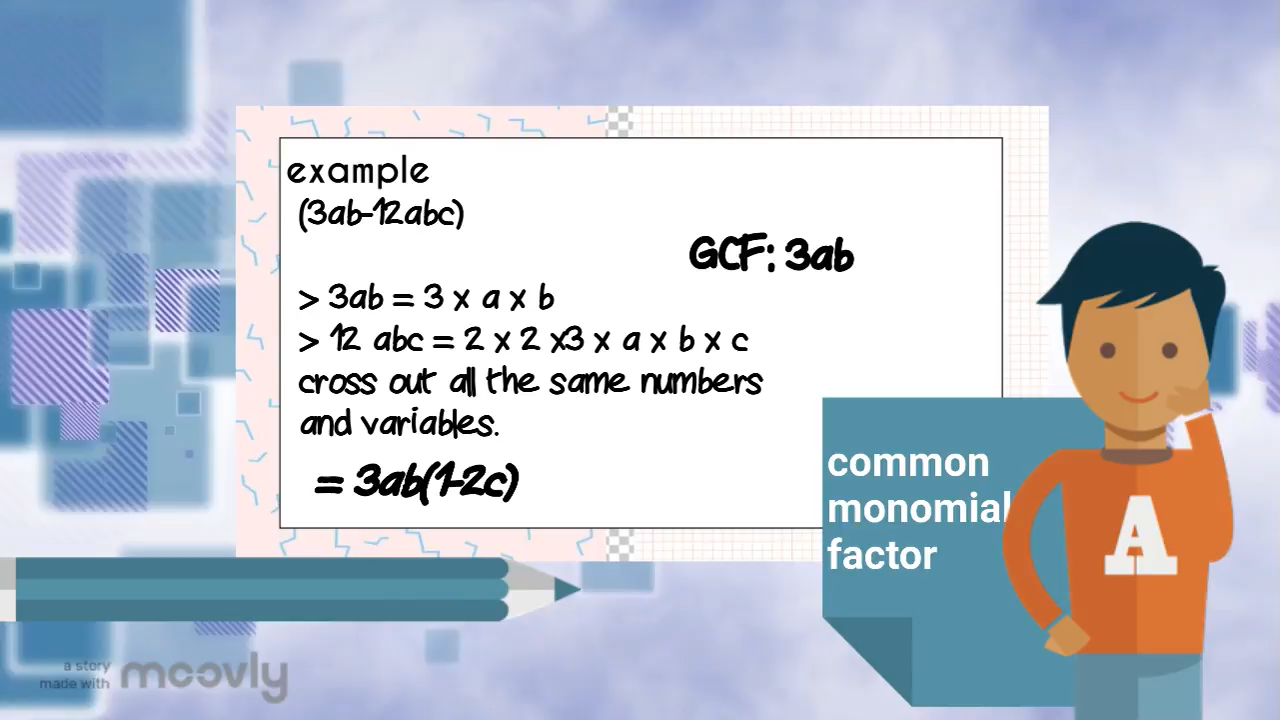 example
(3ab-12abc)
GCF: 3ab
> 3ab = 3 x a x b
> 12 abc = 2 x 2 x3 x a x b x c
cross out all the same numbers
and variables.
= 3ab(1-2c)
common
monomial
factor
A
a story
made with moovly